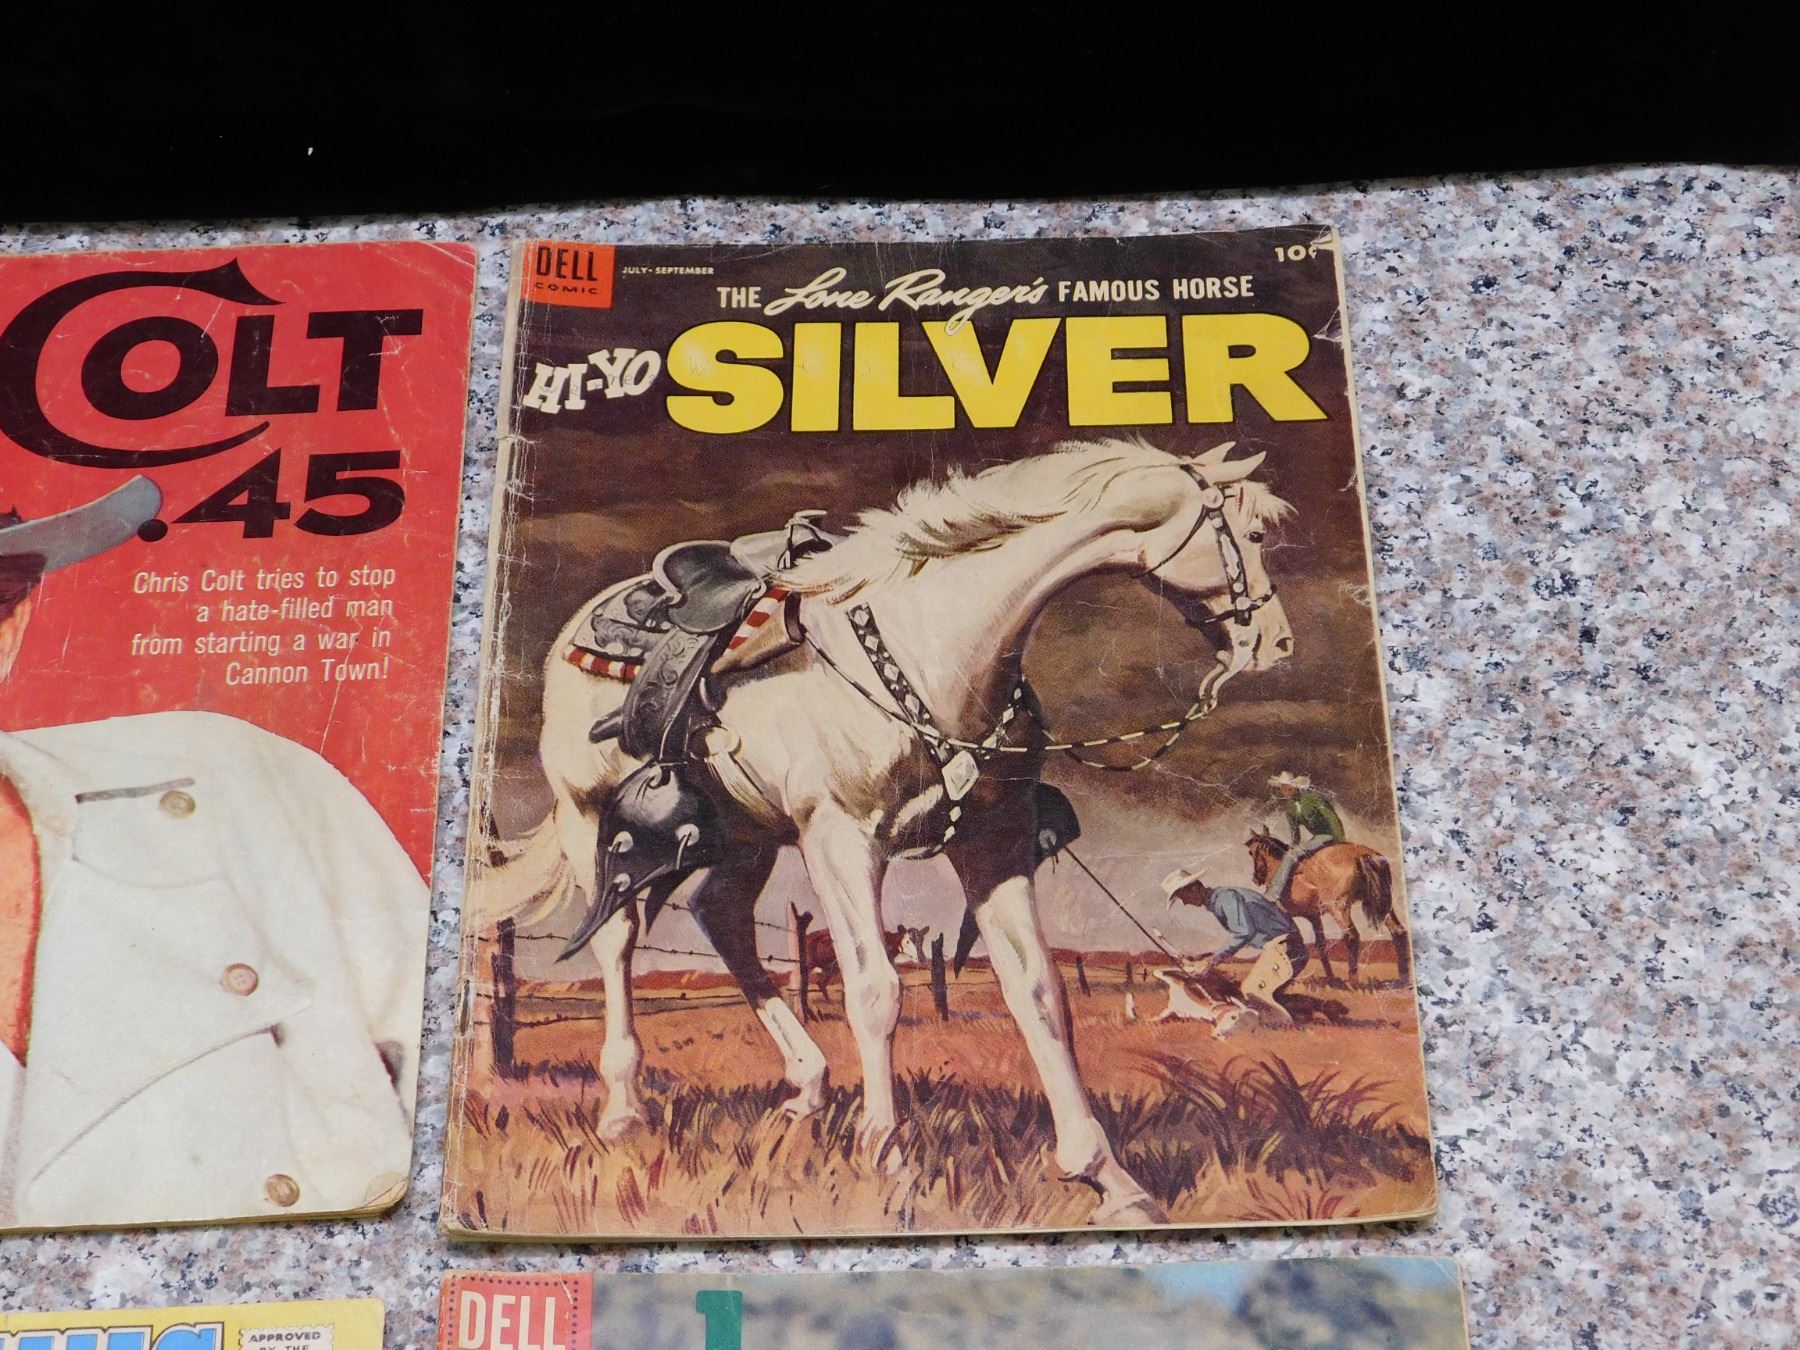 COLT
.45
Chris Colt tries to stop
a hate-filled man
from starting a war in
Cannon Town!
DELL
COMIC
JULY-SEPTEMBER
10¢
THE Lone Ranger's FAMOUS HORSE
HI-YO SILVER
APPROVED
BY THE
DELL